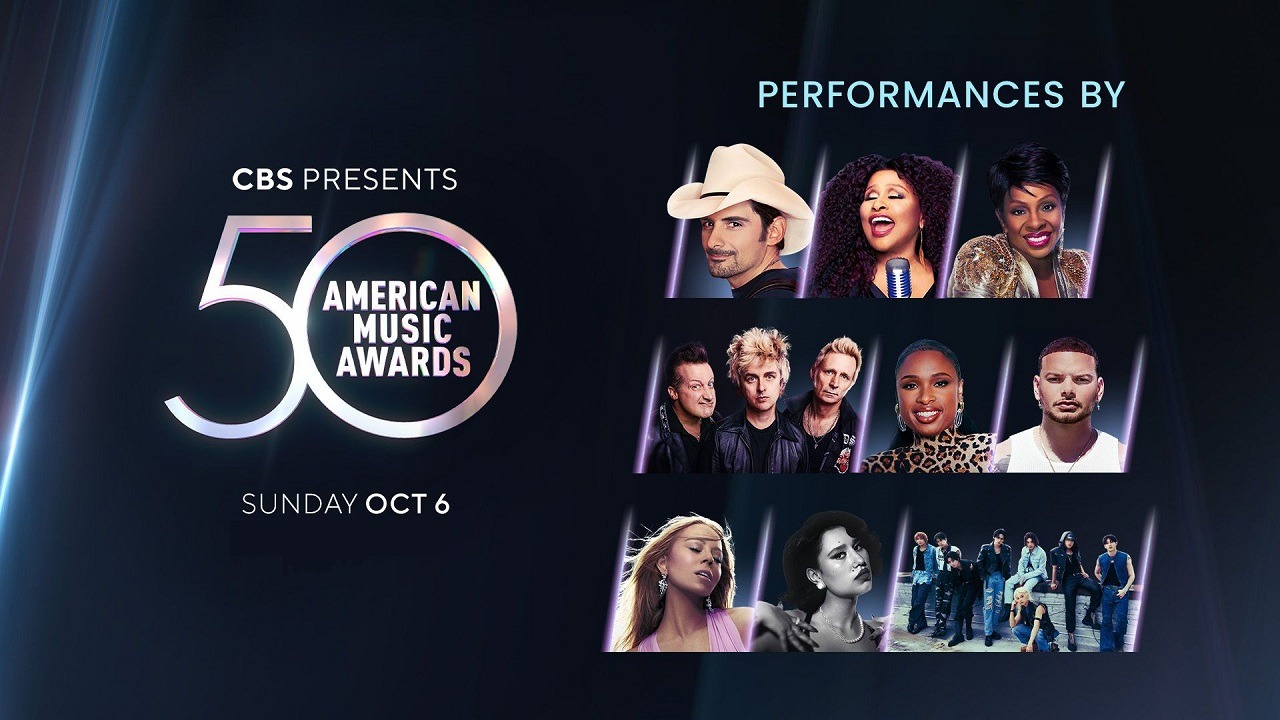 CBS PRESENTS
50
AMERICAN
MUSIC
AWARDS
SUNDAY OCT 6
PERFORMANCES BY